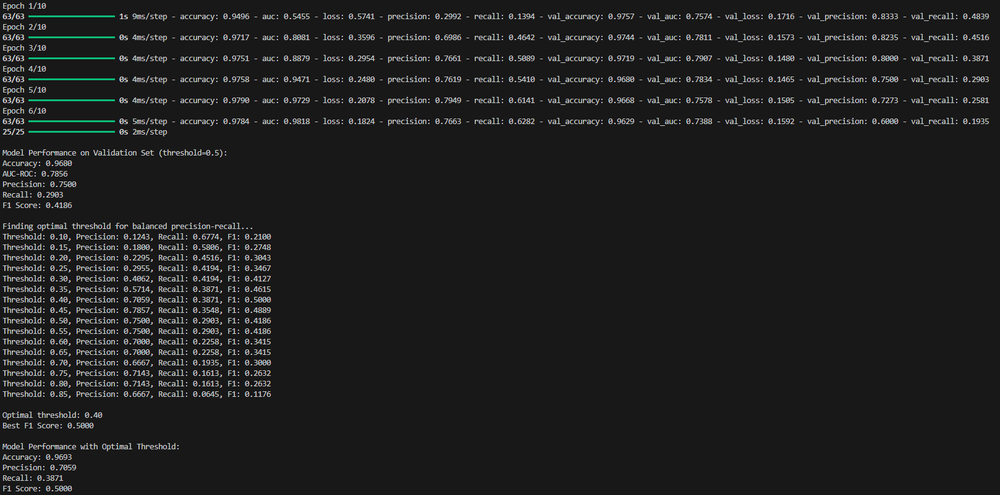 Epoch 1/10
63/63 ━━━━━━━━━━━━━━━━━━━━ 1s 9ms/step - accuracy: 0.9496 - auc: 0.5455 - loss: 0.5741 - precision: 0.2992 - recall: 0.1394 - val_accuracy: 0.9757 - val_auc: 0.7574 - val_loss: 0.1716 - val_precision: 0.8333 - val_recall: 0.4839
Epoch 2/10
63/63 ━━━━━━━━━━━━━━━━━━━━ 0s 4ms/step - accuracy: 0.9717 - auc: 0.8081 - loss: 0.3596 - precision: 0.6986 - recall: 0.4642 - val_accuracy: 0.9744 - val_auc: 0.7811 - val_loss: 0.1573 - val_precision: 0.8235 - val_recall: 0.4516
Epoch 3/10
63/63 ━━━━━━━━━━━━━━━━━━━━ 0s 4ms/step - accuracy: 0.9751 - auc: 0.8879 - loss: 0.2954 - precision: 0.7661 - recall: 0.5089 - val_accuracy: 0.9719 - val_auc: 0.7907 - val_loss: 0.1480 - val_precision: 0.8000 - val_recall: 0.3871
Epoch 4/10
63/63 ━━━━━━━━━━━━━━━━━━━━ 0s 4ms/step - accuracy: 0.9758 - auc: 0.9471 - loss: 0.2480 - precision: 0.7619 - recall: 0.5410 - val_accuracy: 0.9680 - val_auc: 0.7834 - val_loss: 0.1465 - val_precision: 0.7500 - val_recall: 0.2903
Epoch 5/10
63/63 ━━━━━━━━━━━━━━━━━━━━ 0s 4ms/step - accuracy: 0.9790 - auc: 0.9729 - loss: 0.2078 - precision: 0.7949 - recall: 0.6141 - val_accuracy: 0.9668 - val_auc: 0.7578 - val_loss: 0.1505 - val_precision: 0.7273 - val_recall: 0.2581
Epoch 6/10
63/63 ━━━━━━━━━━━━━━━━━━━━ 0s 5ms/step - accuracy: 0.9784 - auc: 0.9818 - loss: 0.1824 - precision: 0.7663 - recall: 0.6282 - val_accuracy: 0.9629 - val_auc: 0.7388 - val_loss: 0.1592 - val_precision: 0.6000 - val_recall: 0.1935
25/25 ━━━━━━━━━━━━━━━━━━━━ 0s 2ms/step
Model Performance on Validation Set (threshold=0.5):
Accuracy: 0.9680
AUC-ROC: 0.7856
Precision: 0.7500
Recall: 0.2903
F1 Score: 0.4186
Finding optimal threshold for balanced precision-recall...
Threshold: 0.10, Precision: 0.1243, Recall: 0.6774, F1: 0.2100
Threshold: 0.15, Precision: 0.1800, Recall: 0.5806, F1: 0.2748
Threshold: 0.20, Precision: 0.2295, Recall: 0.4516, F1: 0.3043
Threshold: 0.25, Precision: 0.2955, Recall: 0.4194, F1: 0.3467
Threshold: 0.30, Precision: 0.4062, Recall: 0.4194, F1: 0.4127
Threshold: 0.35, Precision: 0.5714, Recall: 0.3871, F1: 0.4615
Threshold: 0.40, Precision: 0.7059, Recall: 0.3871, F1: 0.5000
Threshold: 0.45, Precision: 0.7857, Recall: 0.3548, F1: 0.4889
Threshold: 0.50, Precision: 0.7500, Recall: 0.2903, F1: 0.4186
Threshold: 0.55, Precision: 0.7500, Recall: 0.2903, F1: 0.4186
Threshold: 0.60, Precision: 0.7000, Recall: 0.2258, F1: 0.3415
Threshold: 0.65, Precision: 0.7000, Recall: 0.2258, F1: 0.3415
Threshold: 0.70, Precision: 0.6667, Recall: 0.1935, F1: 0.3000
Threshold: 0.75, Precision: 0.7143, Recall: 0.1613, F1: 0.2632
Threshold: 0.80, Precision: 0.7143, Recall: 0.1613, F1: 0.2632
Threshold: 0.85, Precision: 0.6667, Recall: 0.0645, F1: 0.1176
Optimal threshold: 0.40
Best F1 Score: 0.5000
Model Performance with Optimal Threshold:
Accuracy: 0.9693
Precision: 0.7059
Recall: 0.3871
F1 Score: 0.5000